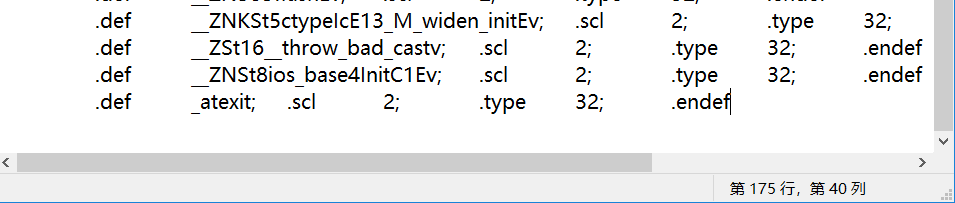 .def __ZNKSt5ctypeIcE13_M_widen_initEv; .scl 2; .type 32;
.def __ZSt16__throw_bad_castv; .scl 2; .type 32; .endef
.def __ZNSt8ios_base4InitC1Ev; .scl 2; .type 32; .endef
.def _atexit; .scl 2; .type 32; .endef
第 175 行，第 40 列